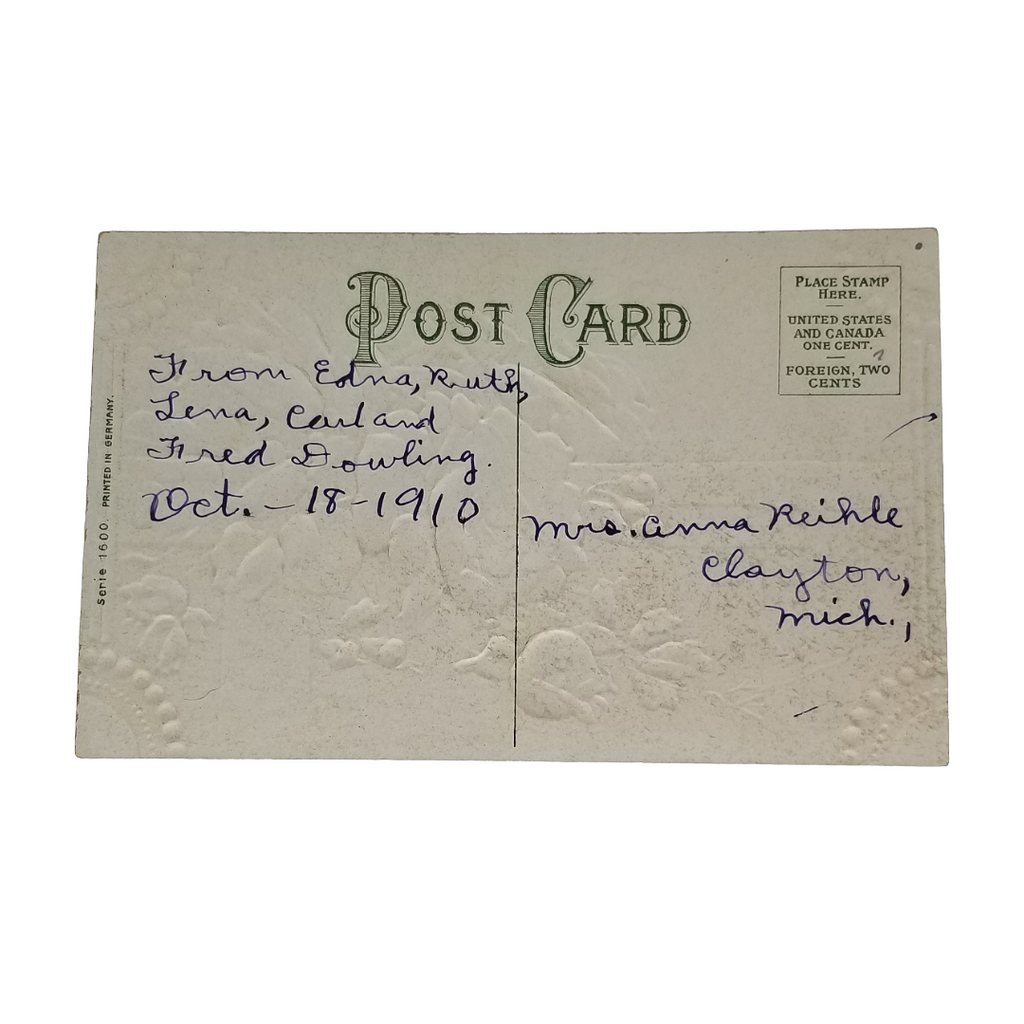 POST CARD
PLACE STAMP
HERE.
UNITED STATES
AND CANADA
ONE CENT.
FOREIGN, TWO
CENTS
From Edna, Ruth,
Lena, Carl and
Fred Dowling.
Oct. - 18 - 1910
Mrs. Anna Reihle
Clayton,
Mich.,
Serie 1600. PRINTED IN GERMANY.